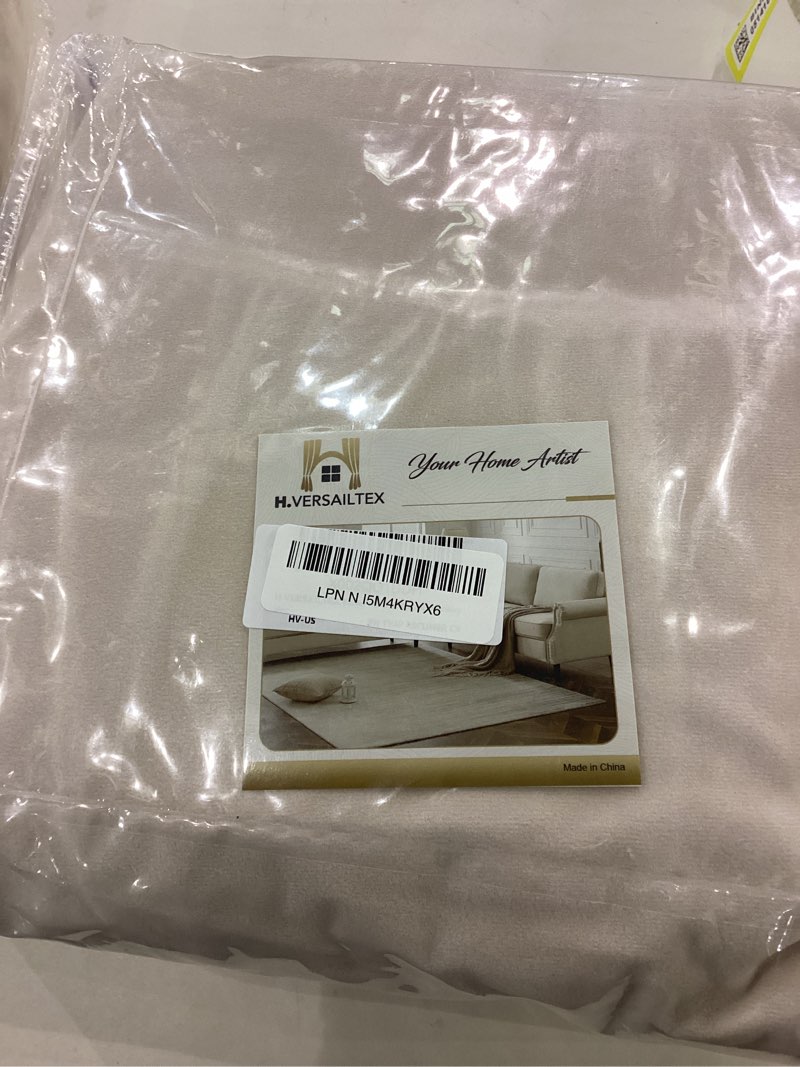 Your Home Artist
H.VERSAILTEX
LPN N I5M4KRYX6
HV-US
Made in China